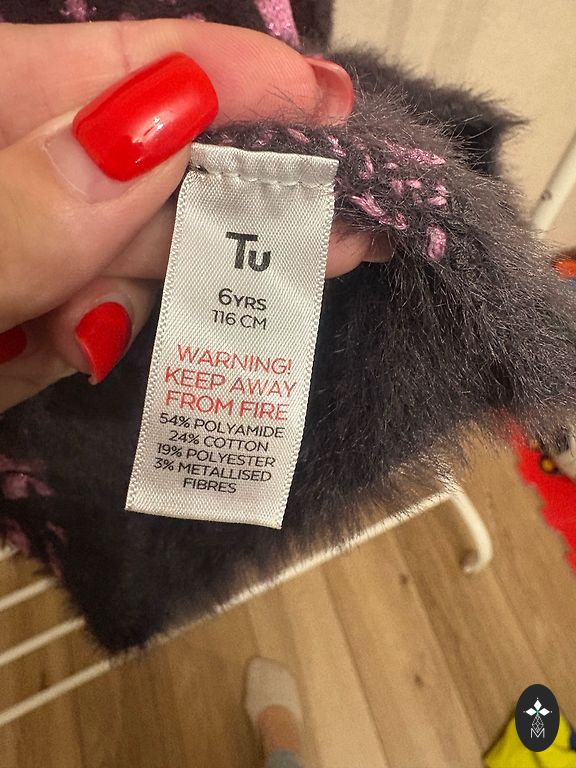 Tu
6YRS
116 CM
WARNING!
KEEP AWAY
FROM FIRE
54% POLYAMIDE
24% COTTON
19% POLYESTER
3% METALLISED
FIBRES
M